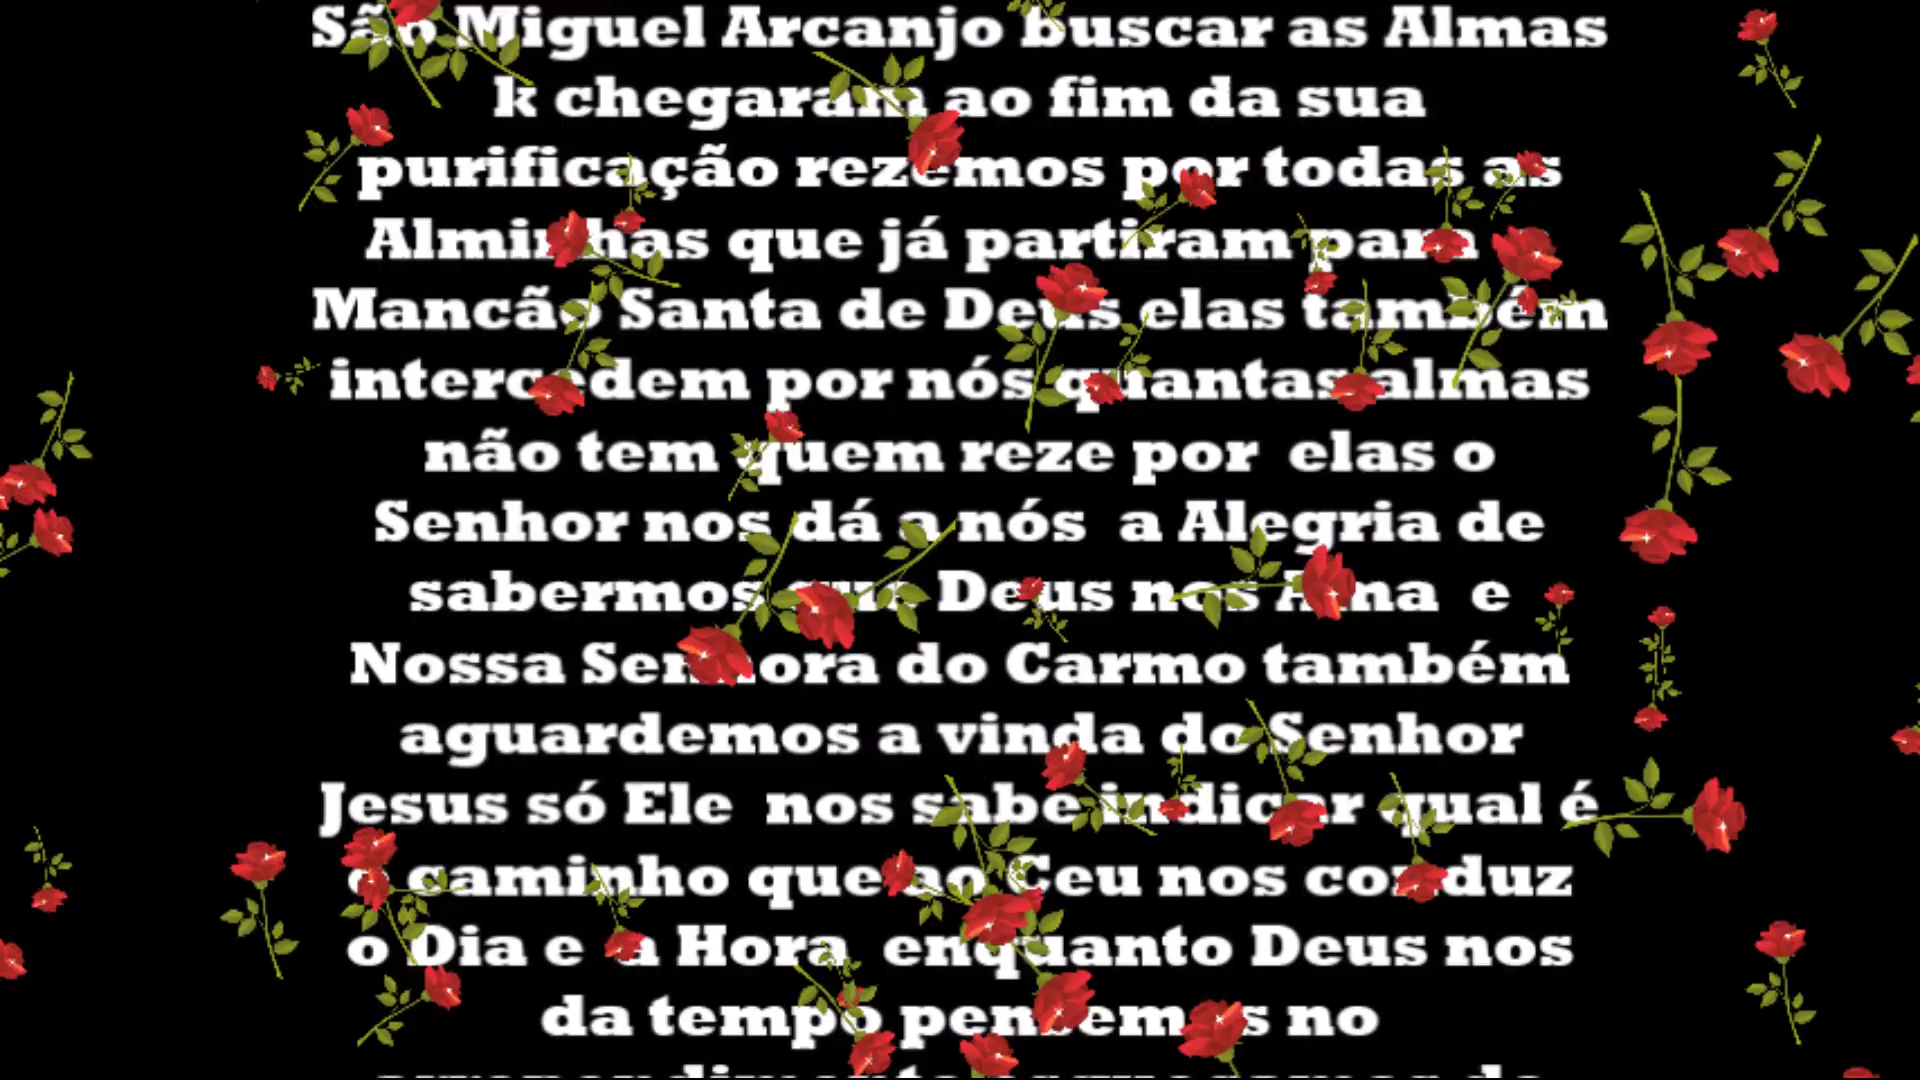 São Miguel Arcanjo buscar as Almas
k chegaram ao fim da sua
purificação rezemos por todas as
Alminhas que já partiram para
Mancão Santa de Deus elas também
intercedem por nós quantas almas
não tem quem reze por elas o
Senhor nos dá a nós a Alegria de
sabermos que Deus nos Ama e
Nossa Senhora do Carmo também
aguardemos a vinda do Senhor
Jesus só Ele nos sabe indicar qual é
o caminho que ao Ceu nos conduz
o Dia e a Hora enquanto Deus nos
da tempo pensemos no